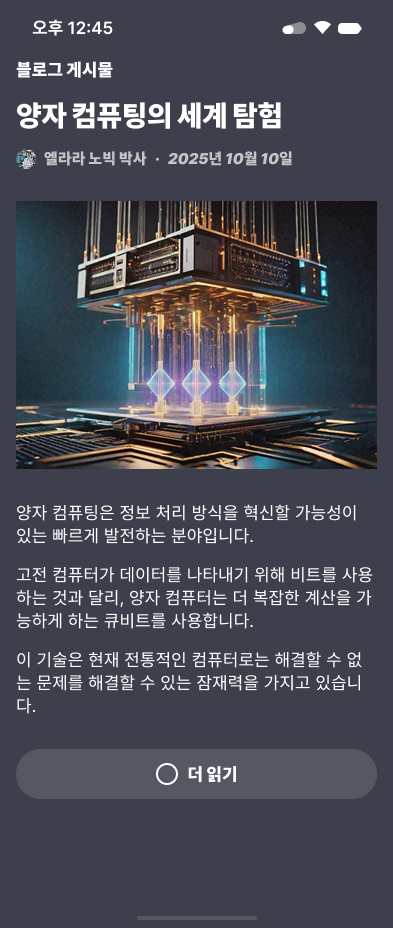 오후 12:45
블로그 게시물
양자 컴퓨팅의 세계 탐험
엘라라 노빅 박사 · 2025년 10월 10일
양자 컴퓨팅은 정보 처리 방식을 혁신할 가능성이
있는 빠르게 발전하는 분야입니다.
고전 컴퓨터가 데이터를 나타내기 위해 비트를 사용
하는 것과 달리, 양자 컴퓨터는 더 복잡한 계산을 가
능하게 하는 큐비트를 사용합니다.
이 기술은 현재 전통적인 컴퓨터로는 해결할 수 없
는 문제를 해결할 수 있는 잠재력을 가지고 있습니
다.
더 읽기